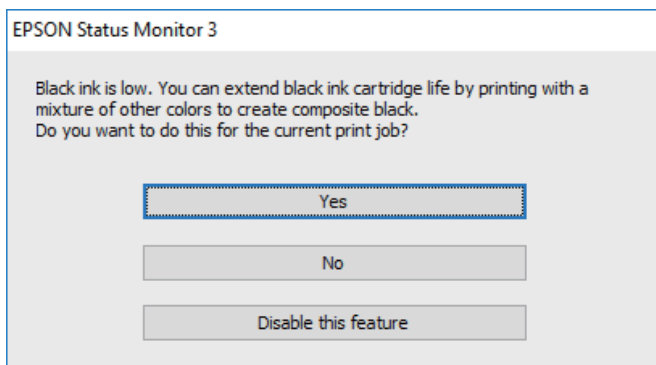 EPSON Status Monitor 3
Black ink is low. You can extend black ink cartridge life by printing with a
mixture of other colors to create composite black.
Do you want to do this for the current print job?
Yes
No
Disable this feature